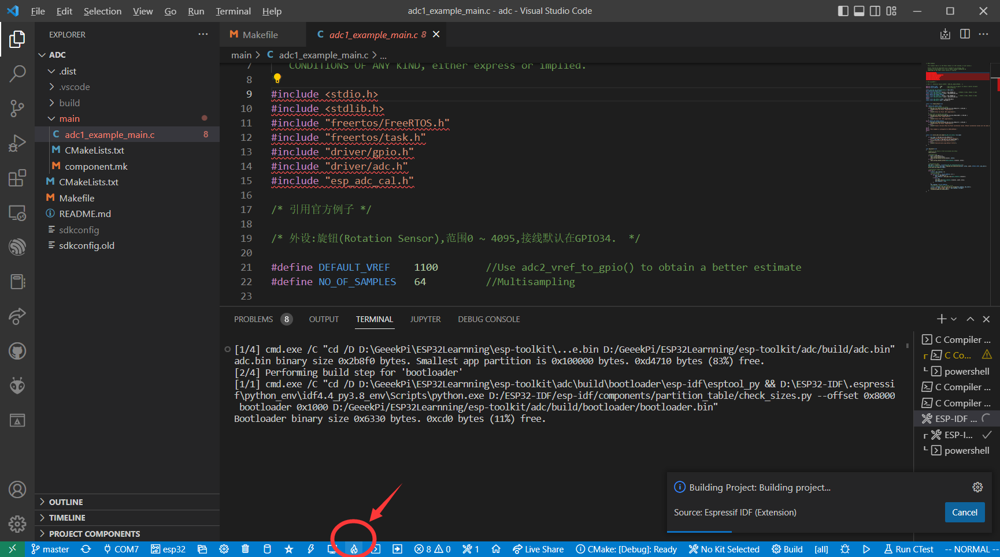 File Edit Selection View Go Run Terminal Help
adc1_example_main.c - adc - Visual Studio Code
EXPLORER
ADC
.dist
.vscode
build
main
adc1_example_main.c 8
CMakeLists.txt
component.mk
CMakeLists.txt
Makefile
README.md
sdkconfig
sdkconfig.old
OUTLINE
TIMELINE
PROJECT COMPONENTS
Makefile
adc1_example_main.c 8
main > adc1_example_main.c > ...
7 CONDITIONS OF ANY KIND, either express or implied.
8
9 #include <stdio.h>
10 #include <stdlib.h>
11 #include "freertos/FreeRTOS.h"
12 #include "freertos/task.h"
13 #include "driver/gpio.h"
14 #include "driver/adc.h"
15 #include "esp_adc_cal.h"
16
17 /* 引用官方例子 */
18
19 /* 外设:旋钮(Rotation Sensor),范围0 ~ 4095,接线默认在GPIO34. */
20
21 #define DEFAULT_VREF 1100 //Use adc2_vref_to_gpio() to obtain a better estimate
22 #define NO_OF_SAMPLES 64 //Multisampling
23
PROBLEMS 8 OUTPUT TERMINAL JUPYTER DEBUG CONSOLE
[1/4] cmd.exe /C "cd /D D:\GeeekPi\ESP32Learnning\esp-toolkit\...e.bin D:/GeeekPi/ESP32Learnning/esp-toolkit/adc/build/adc.bin"
adc.bin binary size 0x2b8f0 bytes. Smallest app partition is 0x100000 bytes. 0xd4710 bytes (83%) free.
[2/4] Performing build step for 'bootloader'
[1/1] cmd.exe /C "cd /D D:\GeeekPi\ESP32Learnning\esp-toolkit\adc\build\bootloader\esp-idf\esptool_py && D:\ESP32-IDF\.espressi
f\python_env\idf4.4_py3.8_env\Scripts\python.exe D:/ESP32-IDF/esp-idf/components/partition_table/check_sizes.py --offset 0x8000
bootloader 0x1000 D:/GeeekPi/ESP32Learnning/esp-toolkit/adc/build/bootloader/bootloader.bin"
Bootloader binary size 0x6330 bytes. 0xcd0 bytes (11%) free.
C Compiler ...
C Co...
powershell
C Compiler ...
C Compiler ...
ESP-IDF ...
ESP-I...
powershell
Building Project: Building project...
Source: Espressif IDF (Extension)
Cancel
master COM7 esp32 8 0 1 Live Share CMake: [Debug]: Ready No Kit Selected Build [all] Run CTest -- NORMAL --